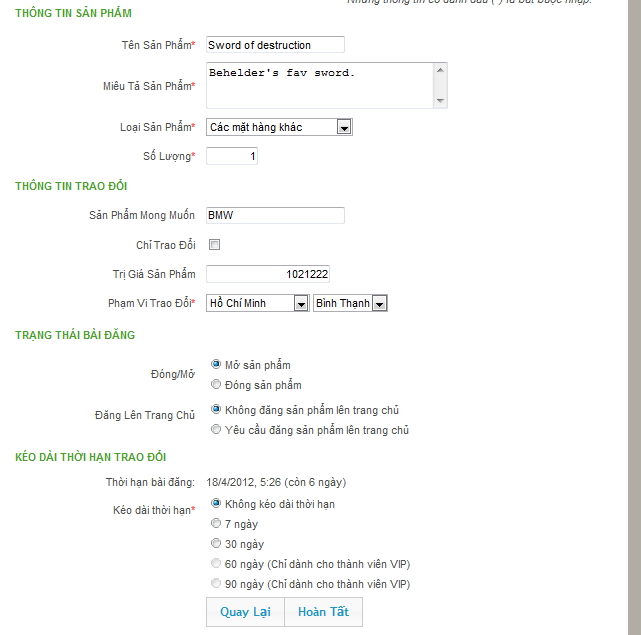 Những thông tin có đánh dấu (*) là bắt buộc nhập.
THÔNG TIN SẢN PHẨM
Tên Sản Phẩm* Sword of destruction
Miêu Tả Sản Phẩm* Behelder's fav sword.
Loại Sản Phẩm* Các mặt hàng khác
Số Lượng* 1
THÔNG TIN TRAO ĐỔI
Sản Phẩm Mong Muốn BMW
Chỉ Trao Đổi
Trị Giá Sản Phẩm 1021222
Phạm Vi Trao Đổi* Hồ Chí Minh Bình Thạnh
TRẠNG THÁI BÀI ĐĂNG
Đóng/Mở
Mở sản phẩm
Đóng sản phẩm
Đăng Lên Trang Chủ
Không đăng sản phẩm lên trang chủ
Yêu cầu đăng sản phẩm lên trang chủ
KÉO DÀI THỜI HẠN TRAO ĐỔI
Thời hạn bài đăng: 18/4/2012, 5:26 (còn 6 ngày)
Kéo dài thời hạn* Không kéo dài thời hạn
7 ngày
30 ngày
60 ngày (Chỉ dành cho thành viên VIP)
90 ngày (Chỉ dành cho thành viên VIP)
Quay Lại Hoàn Tất